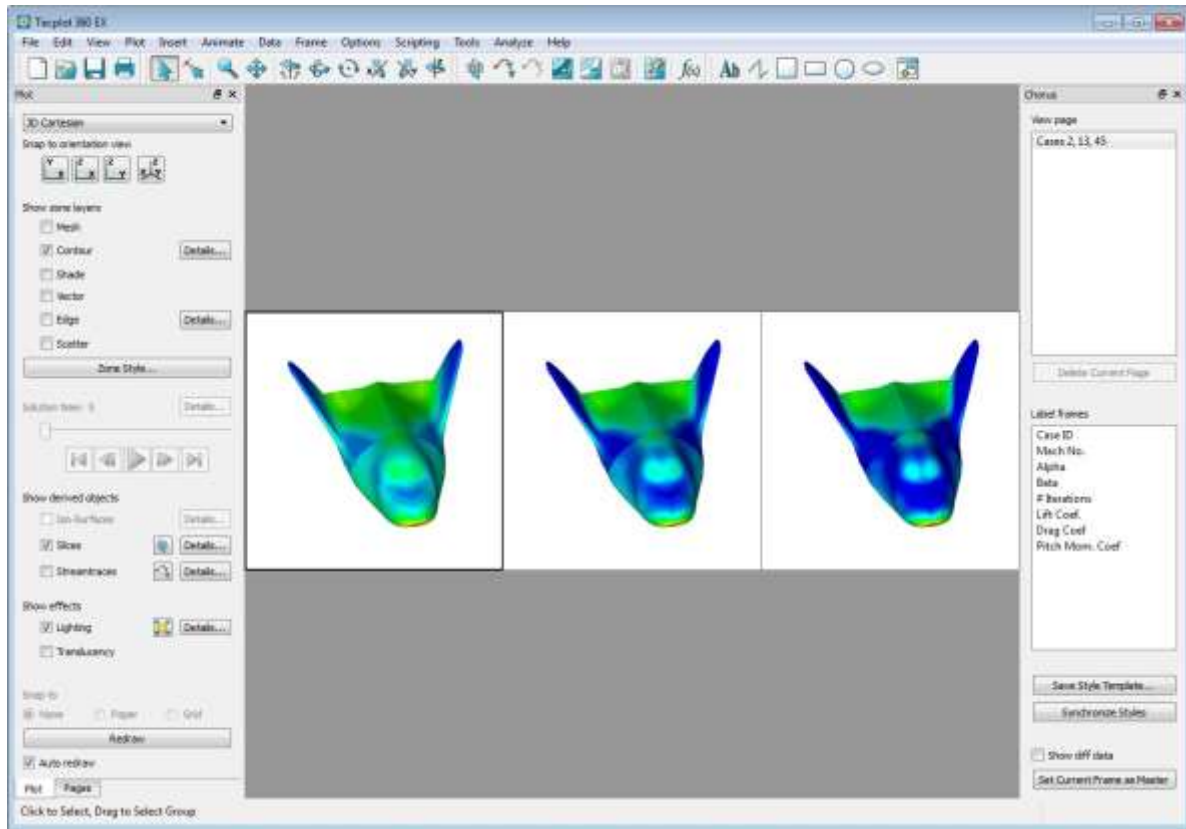 Tecplot 360 EX
File Edit View Plot Insert Animate Data Frame Options Scripting Tools Analyze Help
Plot
3D Cartesian
Snap to orientation view
Show zone layers
Mesh
Contour Details...
Shade
Vector
Edge Details...
Scatter
Zone Style...
Solution time: Details...
Show derived objects
Iso-Surfaces Details...
Slices Details...
Streamtraces Details...
Show effects
Lighting Details...
Translucency
Snap to
None Paper Grid
Redraw
Auto redraw
Plot Pages
Click to Select, Drag to Select Group
Chorus
View page
Cases 2, 13, 45
Delete Current Page
Label frames
Case ID
Mach No.
Alpha
Beta
# Iterations
Lift Coef.
Drag Coef
Pitch Mom. Coef
Save Style Template...
Synchronize Styles
Show diff data
Set Current Frame as Master